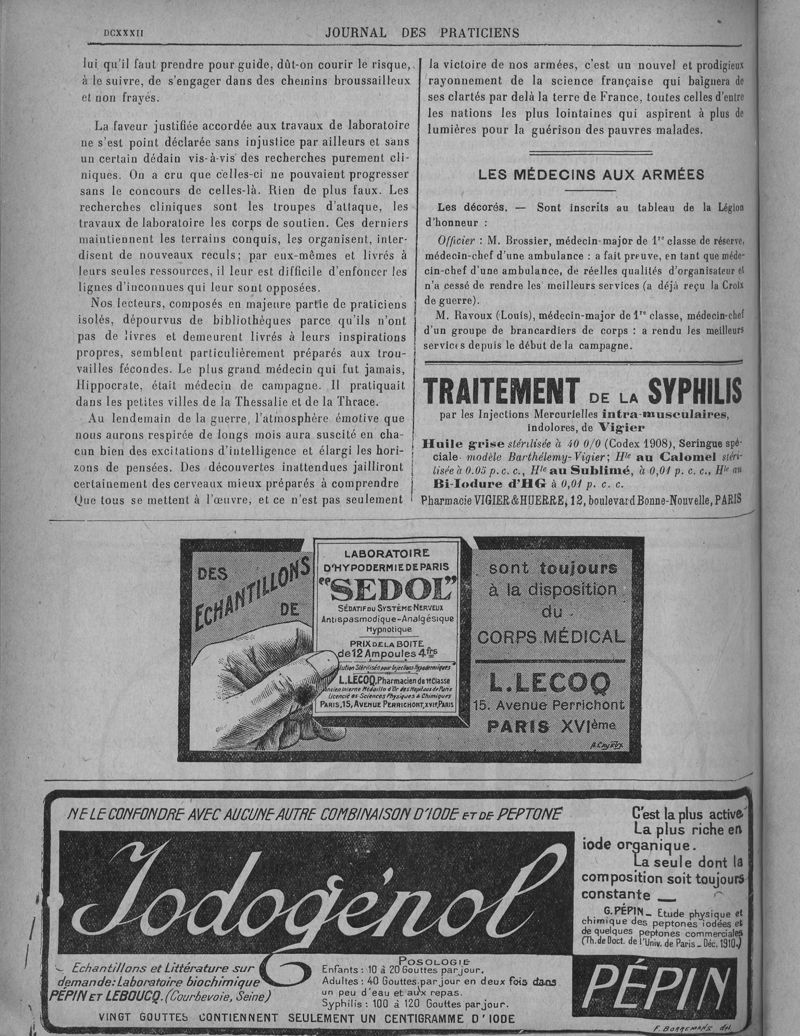 DCXXXII
JOURNAL DES PRATICIENS
lui qu'il faut prendre pour guide, dût-on courir le risque,
à le suivre, de s'engager dans des chemins broussailleux
et non frayés.
La faveur justifiée accordée aux travaux de laboratoire
ne s'est point déclarée sans injustice par ailleurs et sans
un certain dédain vis-à-vis des recherches purement cli-
niques. On a cru que celles-ci ne pouvaient progresser
sans le concours de celles-là. Rien de plus faux. Les
recherches cliniques sont les troupes d'attaque, les
travaux de laboratoire les corps de soutien. Ces derniers
maintiennent les terrains conquis, les organisent, inter-
disent de nouveaux reculs; par eux-mêmes et livrés à
leurs seules ressources, il leur est difficile d'enfoncer les
lignes d'inconnues qui leur sont opposées.
Nos lecteurs, composés en majeure partie de praticiens
isolés, dépourvus de bibliothèques parce qu'ils n'ont
pas de livres et demeurent livrés à leurs inspirations
propres, semblent particulièrement préparés aux trou-
vailles fécondes. Le plus grand médecin qui fut jamais,
Hippocrate, était médecin de campagne. Il pratiquait
dans les petites villes de la Thessalie et de la Thrace.
Au lendemain de la guerre, l'atmosphère émotive que
nous aurons respirée de longs mois aura suscité en cha-
cun bien des excitations d'intelligence et élargi les hori-
zons de pensées. Des découvertes inattendues jailliront
certainement des cerveaux mieux préparés à comprendre
Que tous se mettent à l'œuvre, et ce n'est pas seulement
la victoire de nos armées, c'est un nouvel et prodigieux
rayonnement de la science française qui baignera de
ses clartés par delà la terre de France, toutes celles d'entre
les nations les plus lointaines qui aspirent à plus de
lumières pour la guérison des pauvres malades.
LES MÉDECINS AUX ARMÉES
Les décorés. — Sont inscrits au tableau de la Légion
d'honneur :
Officier : M. Brossier, médecin-major de 1re classe de réserve,
médecin-chef d'une ambulance : a fait preuve, en tant que méde-
cin-chef d'une ambulance, de réelles qualités d'organisateur et
n'a cessé de rendre les meilleurs services (a déjà reçu la Croix
de guerre).
M. Ravoux (Louis), médecin-major de 1re classe, médecin-chef
d'un groupe de brancardiers de corps : a rendu les meilleurs
services depuis le début de la campagne.
TRAITEMENT DE LA SYPHILIS
par les Injections Mercurielles intra-musculaires,
indolores, de Vigier
Huile grise stérilisée à 40 0/0 (Codex 1908), Seringue spé-
ciale modèle Barthélemy-Vigier; Hle au Calomel stéri-
lisée à 0.05 p. c. c., Hle au Sublimé, à 0,01 p. c. c., Hle au
Bi-Iodure d'HG à 0,01 p. c. c.
Pharmacie VIGIER & HUERRE, 12, boulevard Bonne-Nouvelle, PARIS
DES
ECHANTILLONS
DE
LABORATOIRE
D'HYPODERMIE DE PARIS
"SEDOL"
SÉDATIF DU SYSTÈME NERVEUX
Antispasmodique-Analgésique
Hypnotique
PRIX DE LA BOITE
de 12 Ampoules 4frs
Solution Stérilisée pour Injections Hypodermiques
L. LECOQ, Pharmacien de 1re Classe
Ancien Interne Médaille d'Or des Hôpitaux de Paris
Licencié ès Sciences Physiques & Chimiques
PARIS, 15, AVENUE PERRICHONT, XVIe, PARIS
sont toujours
à la disposition
du
CORPS MÉDICAL
L. LECOQ
15. Avenue Perrichont
PARIS XVIème
NE LE CONFONDRE AVEC AUCUNE AUTRE COMBINAISON D'IODE ET DE PEPTONE
Iodogénol
C'est la plus active
La plus riche en
iode organique.
La seule dont la
composition soit toujours
constante —
G. PÉPIN _ Etude physique et
chimique des peptones iodées et
de quelques peptones commerciales
(Th. de Doct. de l'Univ. de Paris _ Déc. 1910.)
Echantillons et Littérature sur
demande: Laboratoire biochimique
PÉPIN ET LEBOUCQ. (Courbevoie, Seine)
POSOLOGIE
Enfants : 10 à 20 Gouttes par jour.
Adultes : 40 Gouttes par jour en deux fois dans
un peu d'eau et aux repas.
Syphilis : 100 à 120 Gouttes par jour.
VINGT GOUTTES CONTIENNENT SEULEMENT UN CENTIGRAMME D'IODE
PÉPIN